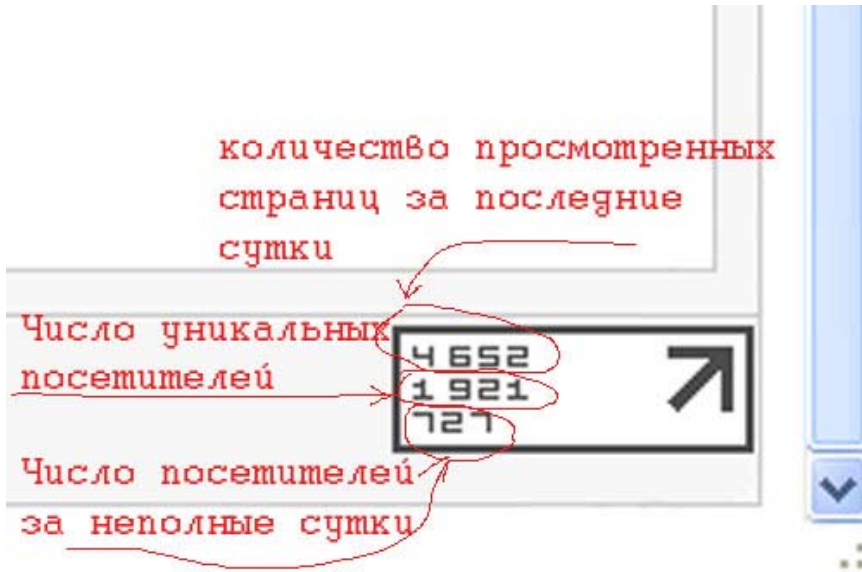 количество просмотренных
страниц за последние
сутки
Число уникальных
посетителей
4 652
1 921
727
Число посетителей
за неполные сутки